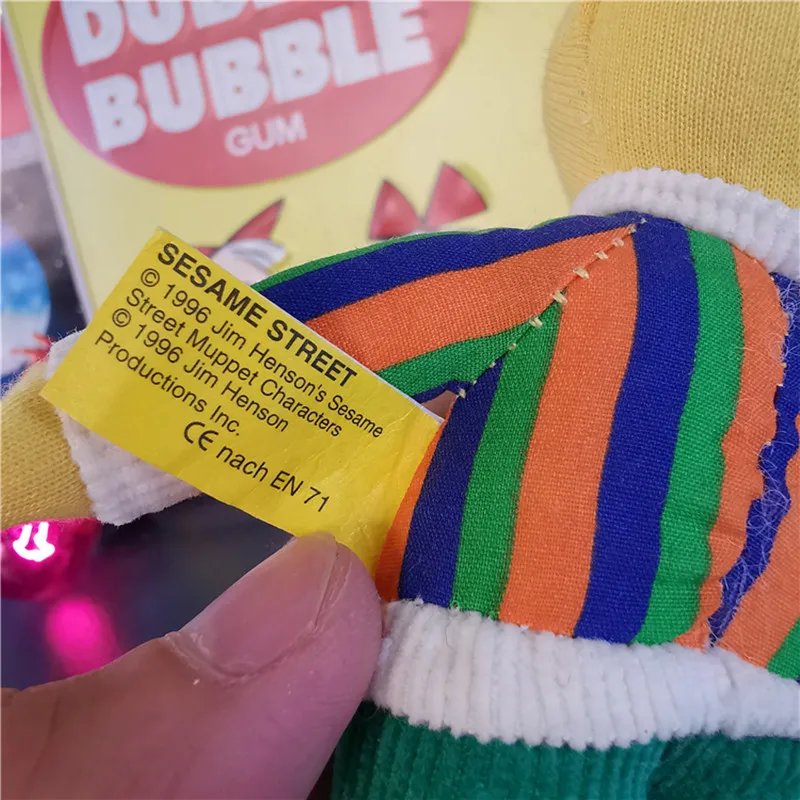 DUBBLE
BUBBLE
GUM
SESAME STREET
© 1996 Jim Henson's Sesame
Street Muppet Characters
© 1996 Jim Henson
Productions Inc.
CE nach EN 71